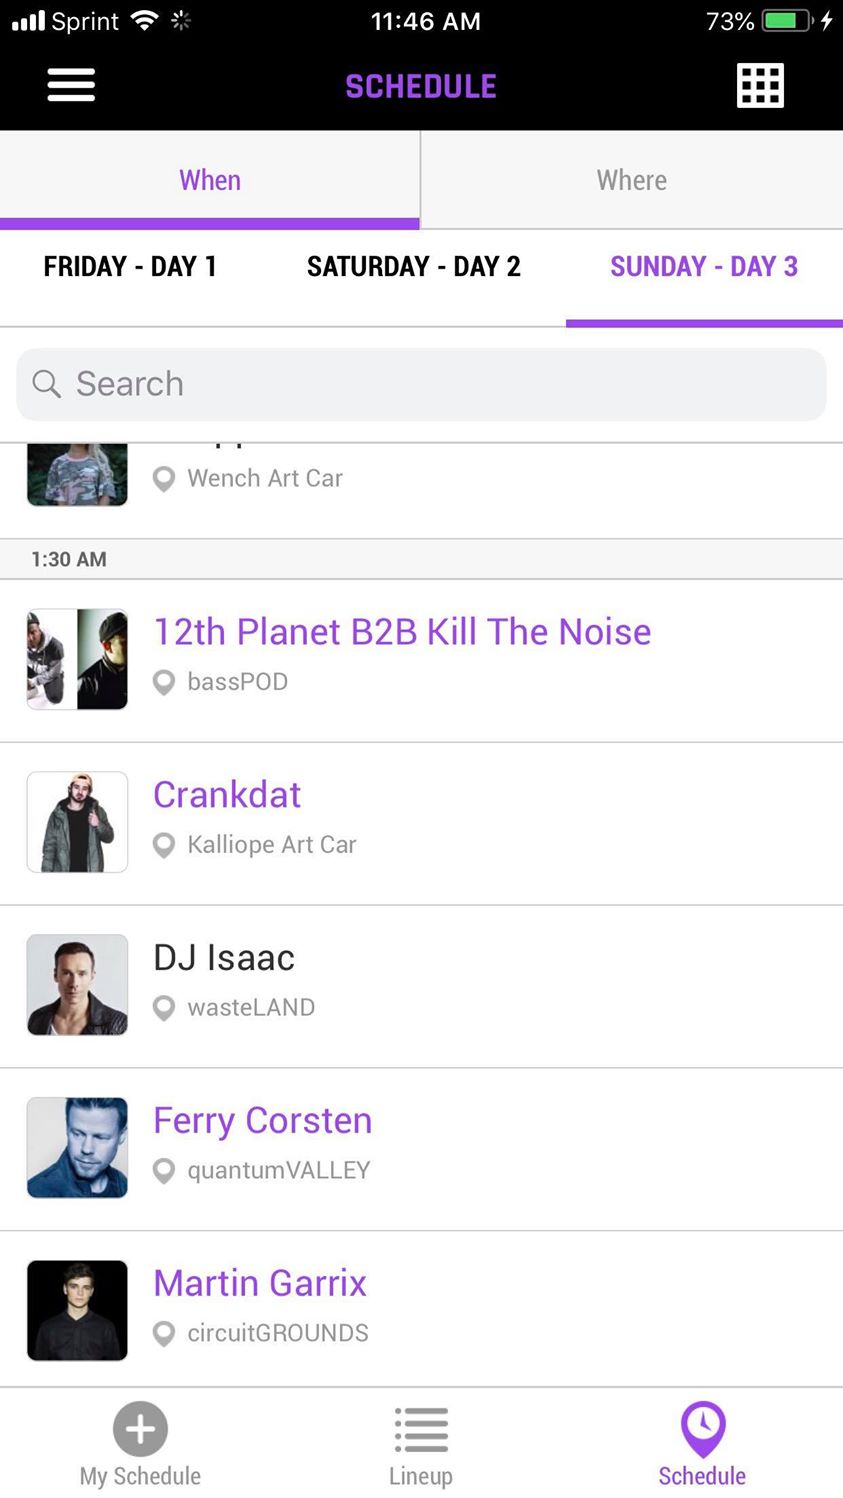 Sprint
11:46 AM
73%
SCHEDULE
When
Where
FRIDAY - DAY 1
SATURDAY - DAY 2
SUNDAY - DAY 3
Search
Wench Art Car
1:30 AM
12th Planet B2B Kill The Noise
bassPOD
Crankdat
Kalliope Art Car
DJ Isaac
wasteLAND
Ferry Corsten
quantumVALLEY
Martin Garrix
circuitGROUNDS
My Schedule
Lineup
Schedule